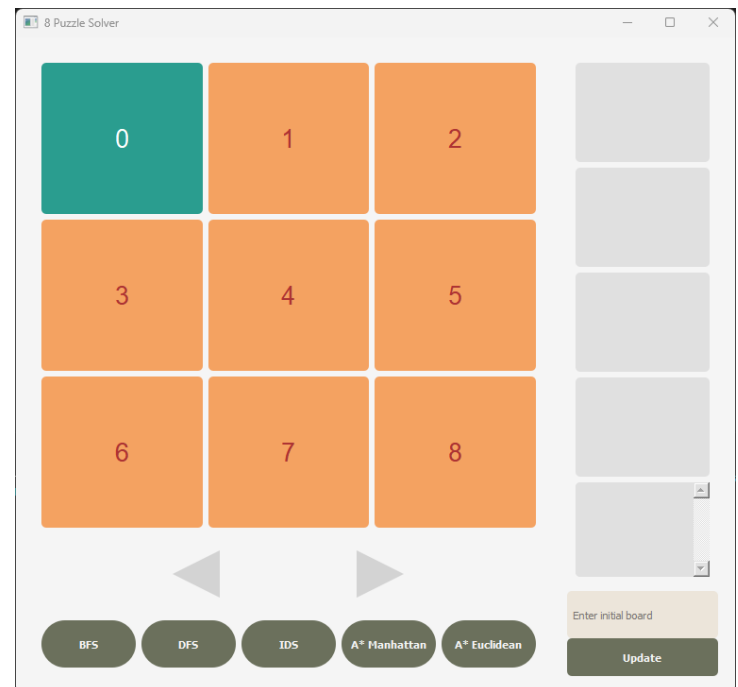 8 Puzzle Solver
0 1 2
3 4 5
6 7 8
Enter initial board
BFS DFS IDS A* Manhattan A* Euclidean
Update